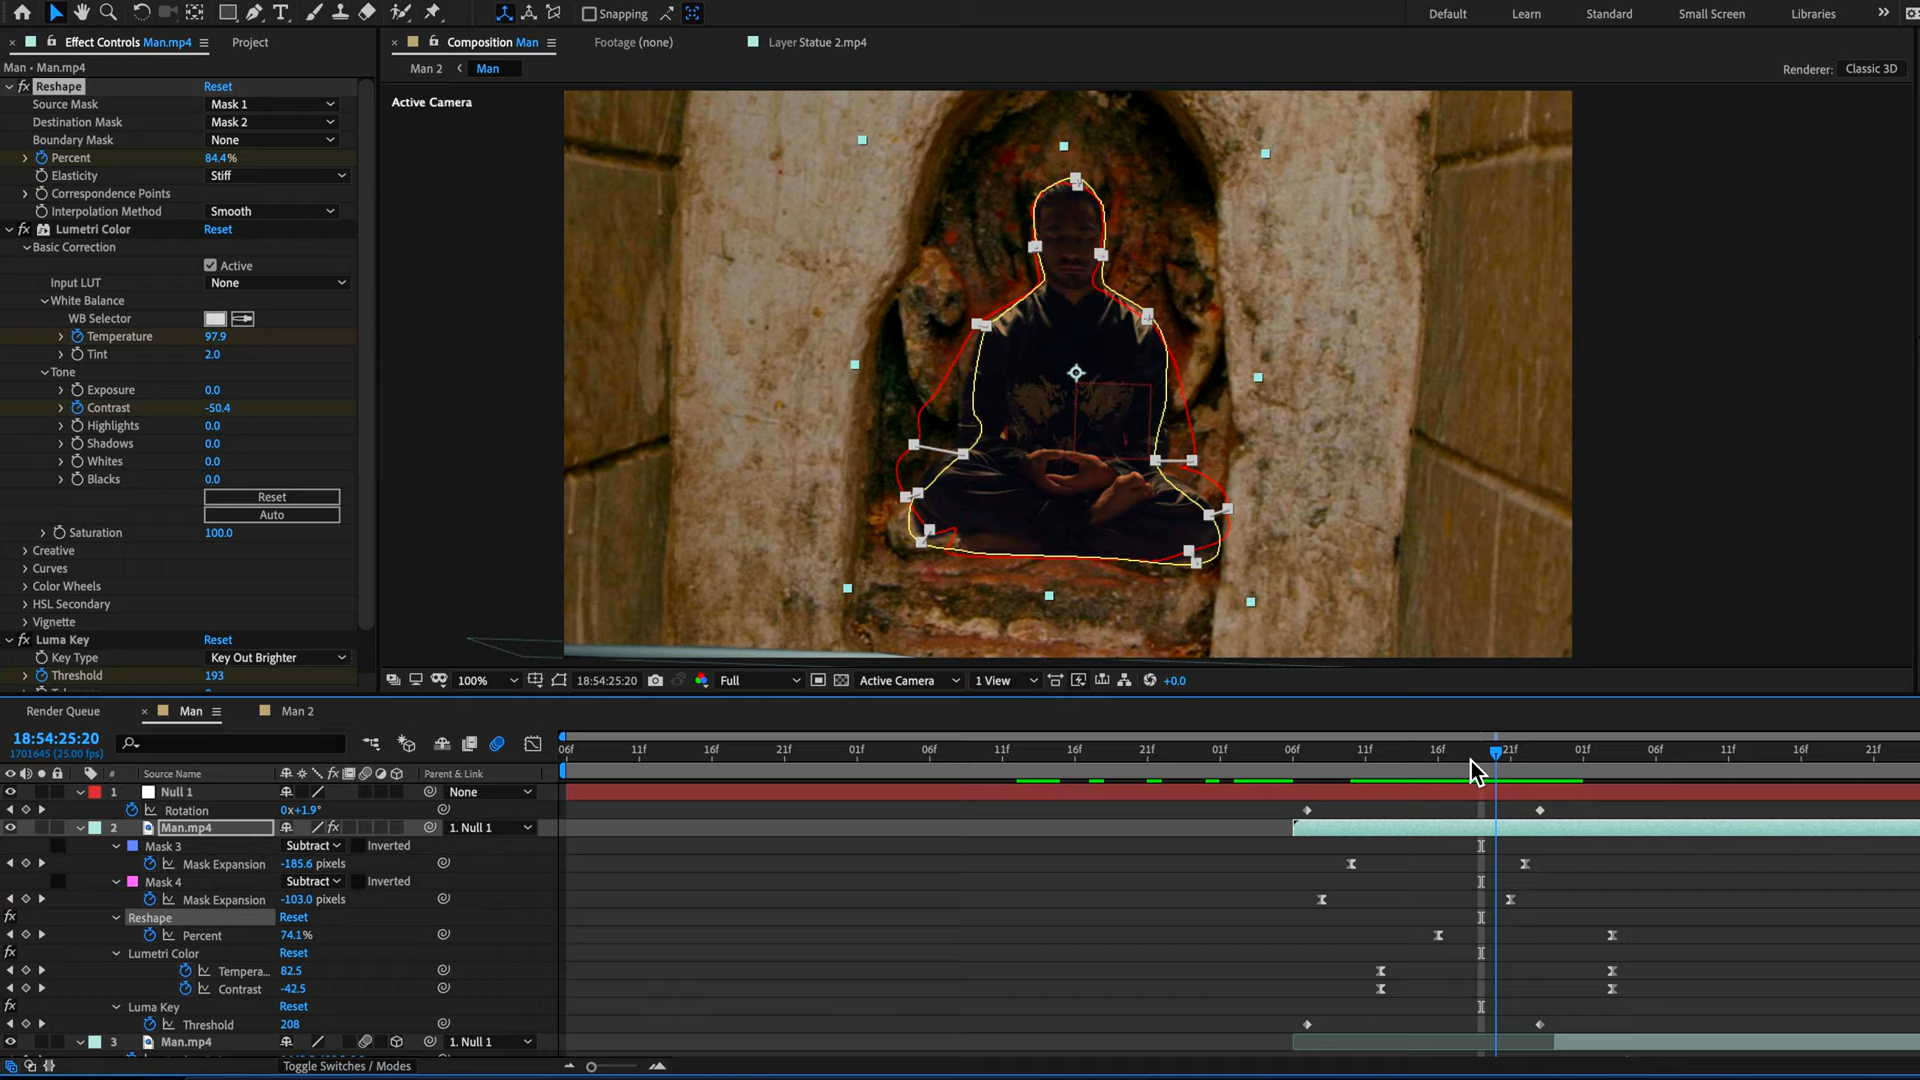 Snapping
Default
Learn
Standard
Small Screen
Libraries
Effect Controls Man.mp4
Project
Composition Man
Footage (none)
Layer Statue 2.mp4
Man • Man.mp4
Man 2
Man
Renderer:
Classic 3D
fx Reshape
Reset
Source Mask
Mask 1
Destination Mask
Mask 2
Boundary Mask
None
Percent
84.4%
Elasticity
Stiff
Correspondence Points
Interpolation Method
Smooth
fx Lumetri Color
Reset
Basic Correction
Active
Input LUT
None
White Balance
WB Selector
Temperature
97.9
Tint
2.0
Tone
Exposure
0.0
Contrast
-50.4
Highlights
0.0
Shadows
0.0
Whites
0.0
Blacks
0.0
Reset
Auto
Saturation
100.0
Creative
Curves
Color Wheels
HSL Secondary
Vignette
fx Luma Key
Reset
Key Type
Key Out Brighter
Threshold
193
Active Camera
100%
18:54:25:20
Full
Active Camera
1 View
+0.0
Render Queue
Man
Man 2
18:54:25:20
1701645 (25.00 fps)
06f 11f 16f 21f 01f 06f 11f 16f 21f 01f 06f 11f 16f 21f 01f 06f 11f 16f 21f
# Source Name
fx
Parent & Link
1 Null 1
None
Rotation
0x+1.9°
2 Man.mp4
fx
1. Null 1
Mask 3
Subtract
Inverted
Mask Expansion
-185.6 pixels
Mask 4
Subtract
Inverted
Mask Expansion
-103.0 pixels
fx Reshape
Reset
Percent
74.1%
fx Lumetri Color
Reset
Tempera...
82.5
Contrast
-42.5
fx Luma Key
Reset
Threshold
208
3 Man.mp4
1. Null 1
Toggle Switches / Modes